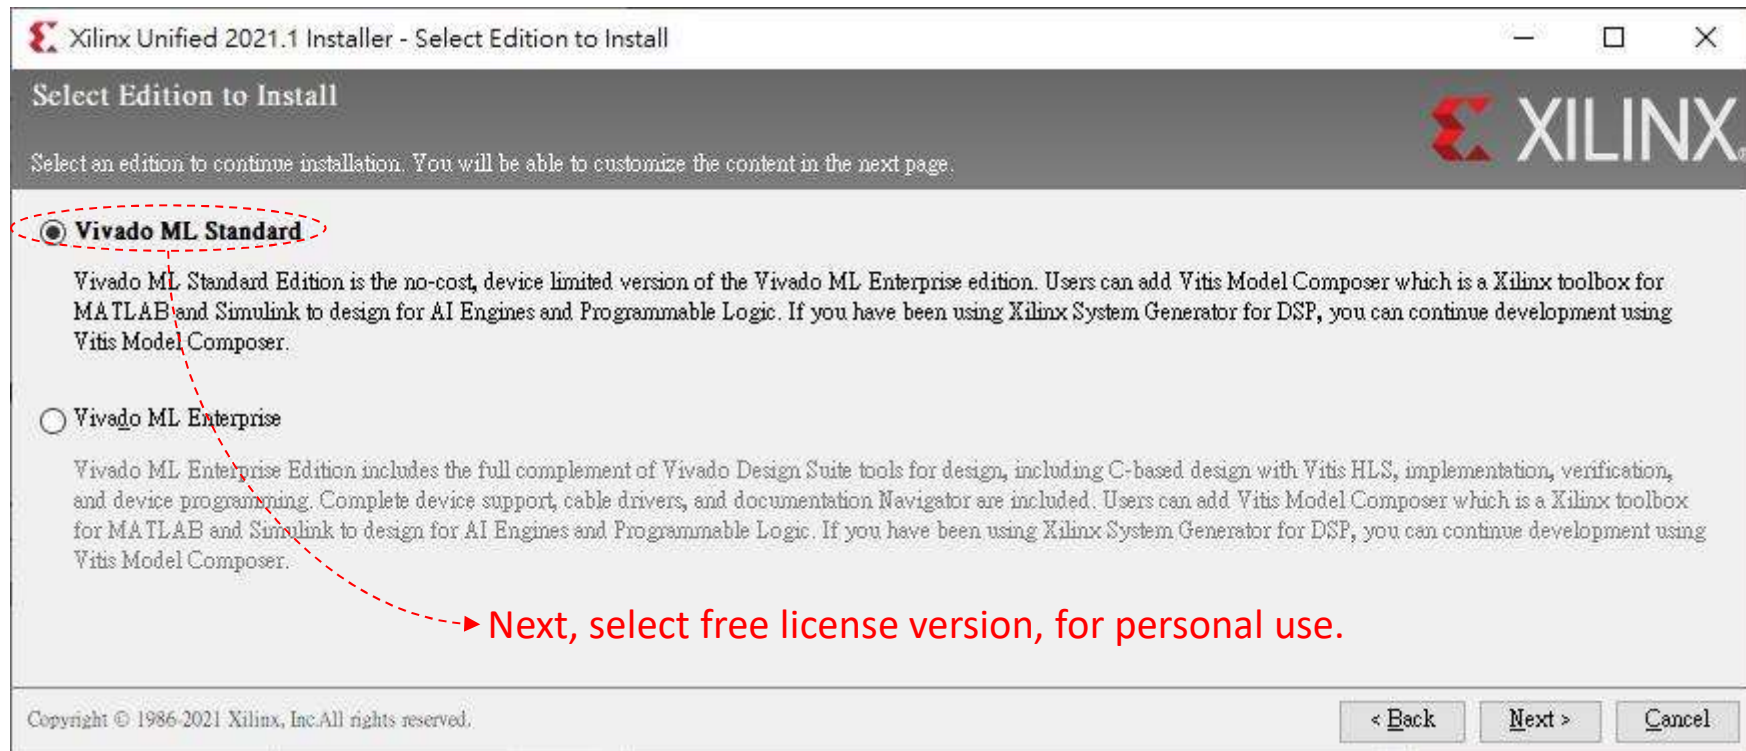 Xilinx Unified 2021.1 Installer - Select Edition to Install
Select Edition to Install
XILINX
Select an edition to continue installation. You will be able to customize the content in the next page.
Vivado ML Standard
Vivado ML Standard Edition is the no-cost, device limited version of the Vivado ML Enterprise edition. Users can add Vitis Model Composer which is a Xilinx toolbox for
MATLAB and Simulink to design for AI Engines and Programmable Logic. If you have been using Xilinx System Generator for DSP, you can continue development using
Vitis Model Composer.
Vivado ML Enterprise
Vivado ML Enterprise Edition includes the full complement of Vivado Design Suite tools for design, including C-based design with Vitis HLS, implementation, verification,
and device programming. Complete device support, cable drivers, and documentation Navigator are included. Users can add Vitis Model Composer which is a Xilinx toolbox
for MATLAB and Simulink to design for AI Engines and Programmable Logic. If you have been using Xilinx System Generator for DSP, you can continue development using
Vitis Model Composer.
Next, select free license version, for personal use.
Copyright © 1986-2021 Xilinx, Inc.All rights reserved.
< Back Next > Cancel